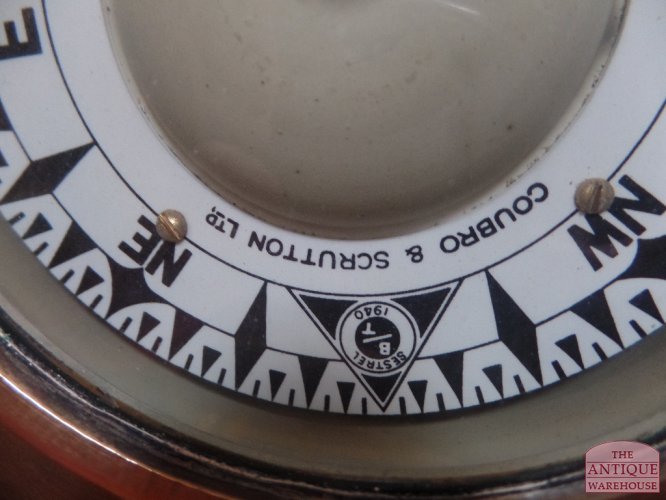 COUBRO & SCRUTTON LTD.,
NW
NE
E
SESTREL
B/T
1940
THE
ANTIQUE
WAREHOUSE